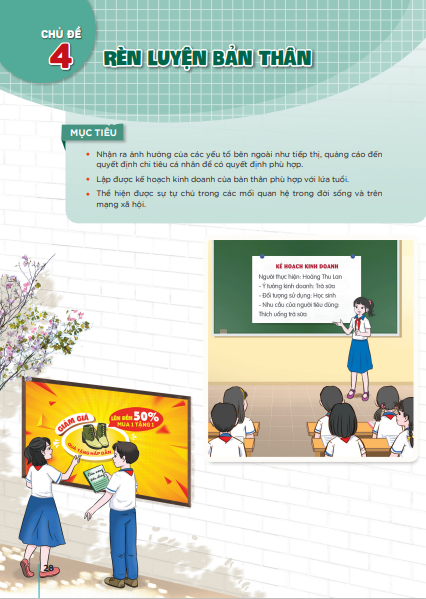 CHỦ ĐỀ
4
RÈN LUYỆN BẢN THÂN
MỤC TIÊU
• Nhận ra ảnh hưởng của các yếu tố bên ngoài như tiếp thị, quảng cáo đến
quyết định chi tiêu cá nhân để có quyết định phù hợp.
• Lập được kế hoạch kinh doanh của bản thân phù hợp với lứa tuổi.
• Thể hiện được sự tự chủ trong các mối quan hệ trong đời sống và trên
mạng xã hội.
KẾ HOẠCH KINH DOANH
Người thực hiện: Hoàng Thu Lan
- Ý tưởng kinh doanh: Trà sữa
- Đối tượng sử dụng: Học sinh
- Nhu cầu của người tiêu dùng:
Thích uống trà sữa
GIẢM GIÁ
LÊN ĐẾN 50%
MUA 1 TẶNG 1
QUÀ TẶNG HẤP DẪN
28